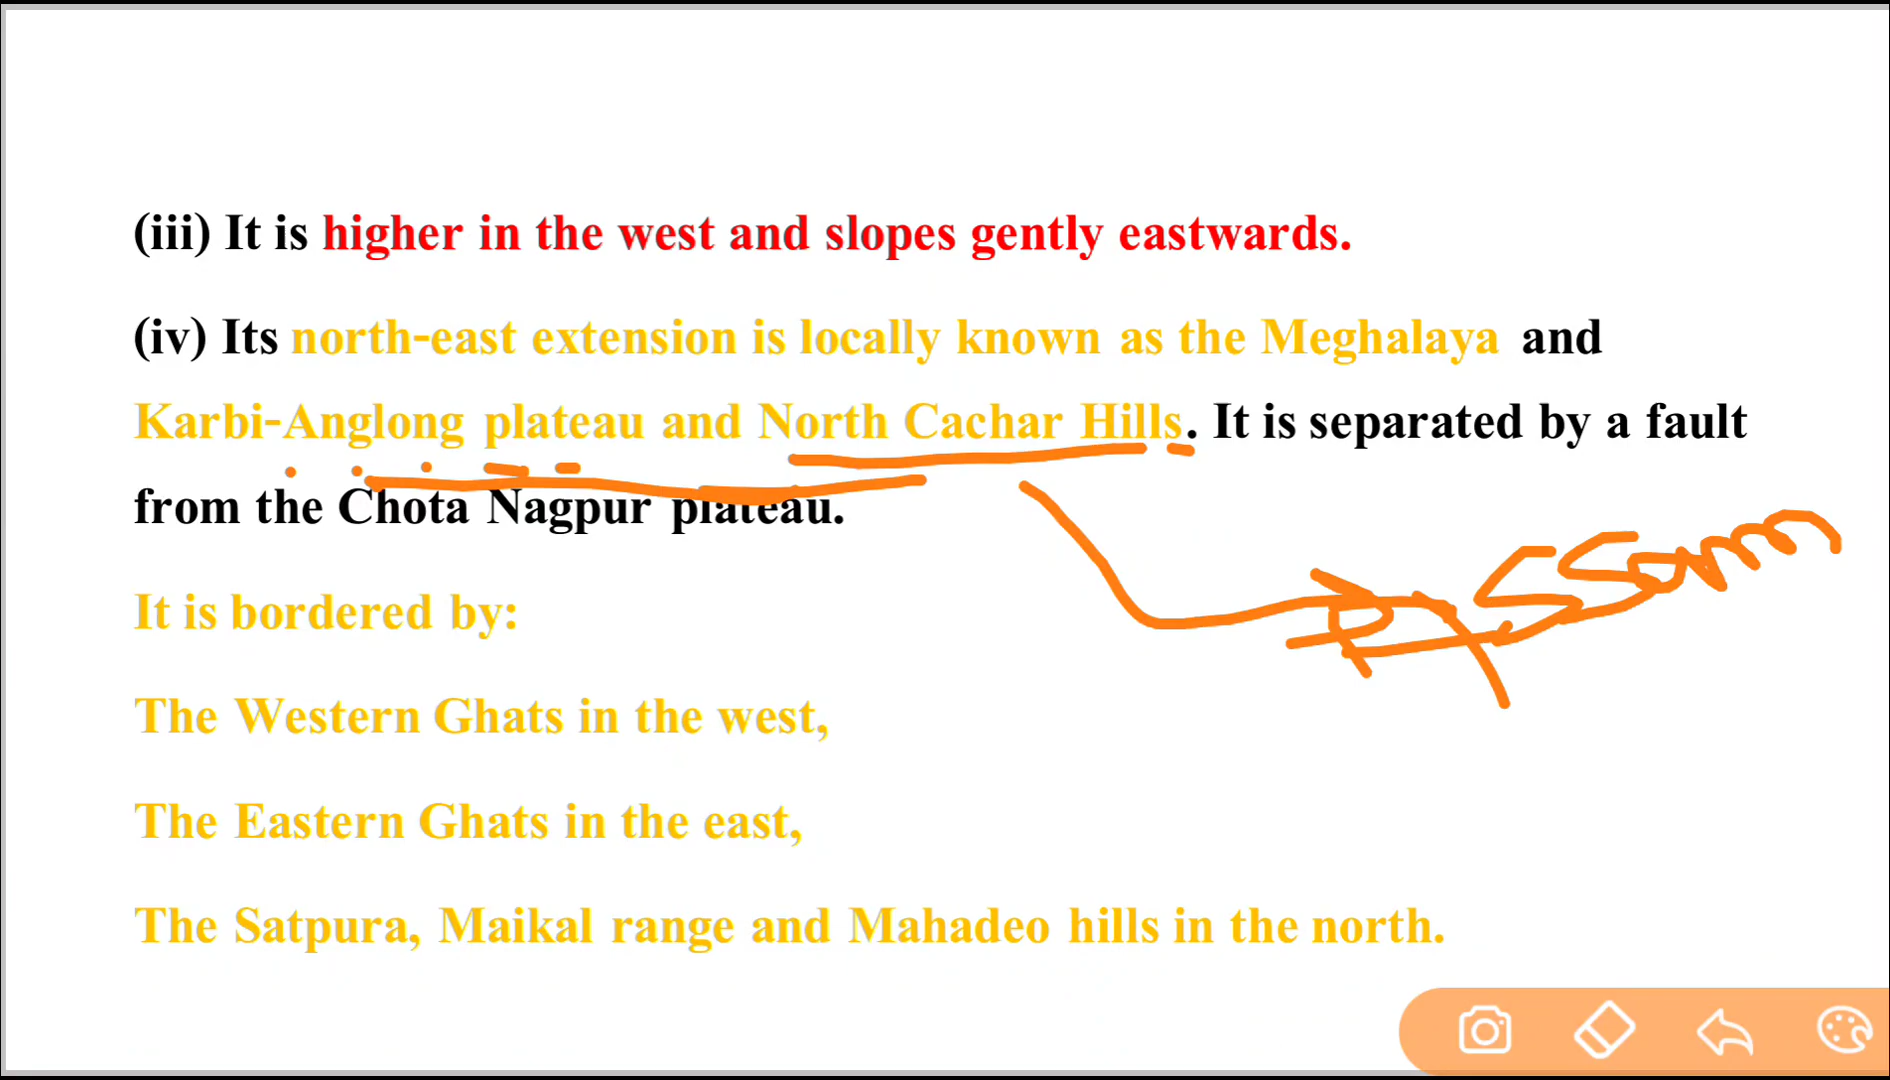 (iii) It is higher in the west and slopes gently eastwards.
(iv) Its north-east extension is locally known as the Meghalaya and
Karbi-Anglong plateau and North Cachar Hills. It is separated by a fault
from the Chota Nagpur plateau.
Assam
It is bordered by:
The Western Ghats in the west,
The Eastern Ghats in the east,
The Satpura, Maikal range and Mahadeo hills in the north.